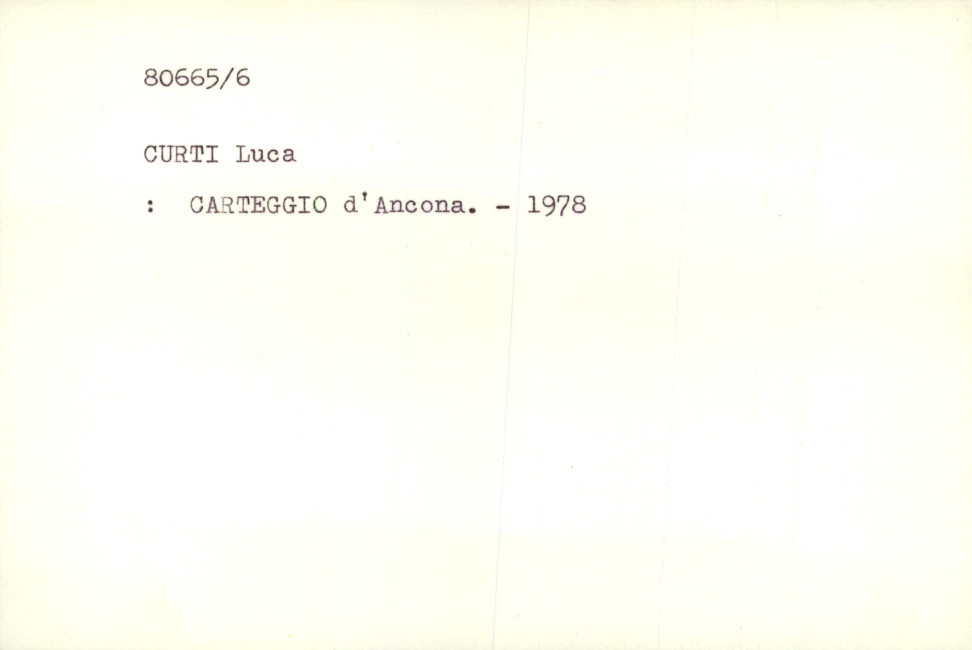 80665/6
CURTI Luca
: CARTEGGIO d'Ancona. - 1978